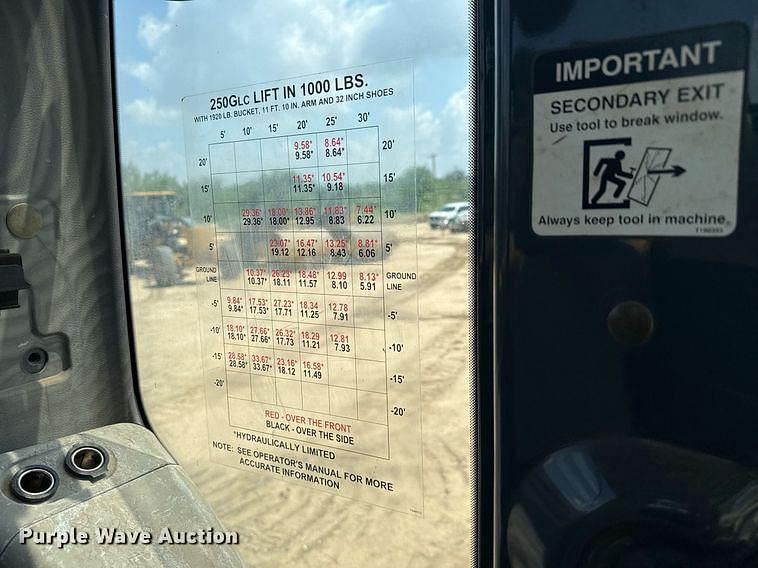 250GLC LIFT IN 1000 LBS.
WITH 1920 LB. BUCKET, 11 FT. 10 IN. ARM AND 32 INCH SHOES
5' 10' 15' 20' 25' 30'
20' 9.58* 8.64* 20'
9.58* 8.64*
15' 11.35* 10.54* 15'
11.35* 9.18
10' 29.36* 18.00* 13.86* 11.83* 7.44* 10'
29.36* 18.00* 12.95 8.83 6.22
5' 23.07* 16.47* 13.25* 8.81* 5'
19.12 12.16 8.43 6.06
GROUND LINE 10.37* 26.23* 18.48* 12.99 8.13* GROUND LINE
10.37* 18.11 11.57 8.10 5.91
-5' 9.84* 17.53* 27.23* 18.34 12.78 -5'
9.84* 17.53* 17.71 11.25 7.91
-10' 18.10* 27.66* 26.32* 18.29 12.81 -10'
18.10* 27.66* 17.73 11.21 7.93
-15' 28.58* 33.67* 23.16* 16.58* -15'
28.58* 33.67* 18.12 11.49
-20' -20'
RED - OVER THE FRONT
BLACK - OVER THE SIDE
*HYDRAULICALLY LIMITED
NOTE: SEE OPERATOR'S MANUAL FOR MORE
ACCURATE INFORMATION
IMPORTANT
SECONDARY EXIT
Use tool to break window.
Always keep tool in machine.
T192393
Purple Wave Auction